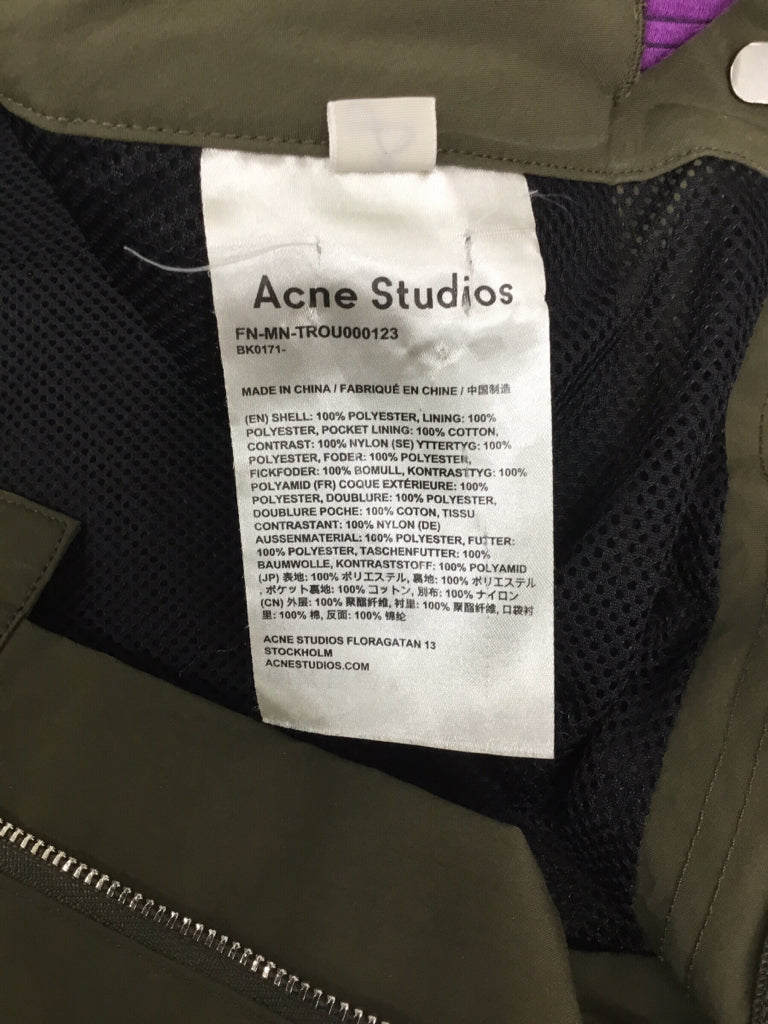 Acne Studios
FN-MN-TROU000123
BK0171-
MADE IN CHINA / FABRIQUÉ EN CHINE / 中国制造
(EN) SHELL: 100% POLYESTER, LINING: 100%
POLYESTER, POCKET LINING: 100% COTTON,
CONTRAST: 100% NYLON (SE) YTTERTYG: 100%
POLYESTER, FODER: 100% POLYESTER,
FICKFODER: 100% BOMULL, KONTRASTTYG: 100%
POLYAMID (FR) COQUE EXTÉRIEURE: 100%
POLYESTER, DOUBLURE: 100% POLYESTER,
DOUBLURE POCHE: 100% COTON, TISSU
CONTRASTANT: 100% NYLON (DE)
AUSSENMATERIAL: 100% POLYESTER, FUTTER:
100% POLYESTER, TASCHENFUTTER: 100%
BAUMWOLLE, KONTRASTSTOFF: 100% POLYAMID
(JP) 表地: 100% ポリエステル, 裏地: 100% ポリエステル
, ポケット裏地: 100% コットン, 別布: 100% ナイロン
(CN) 外层: 100% 聚酯纤维, 衬里: 100% 聚酯纤维, 口袋衬
里: 100% 棉, 反面: 100% 锦纶
ACNE STUDIOS FLORAGATAN 13
STOCKHOLM
ACNESTUDIOS.COM